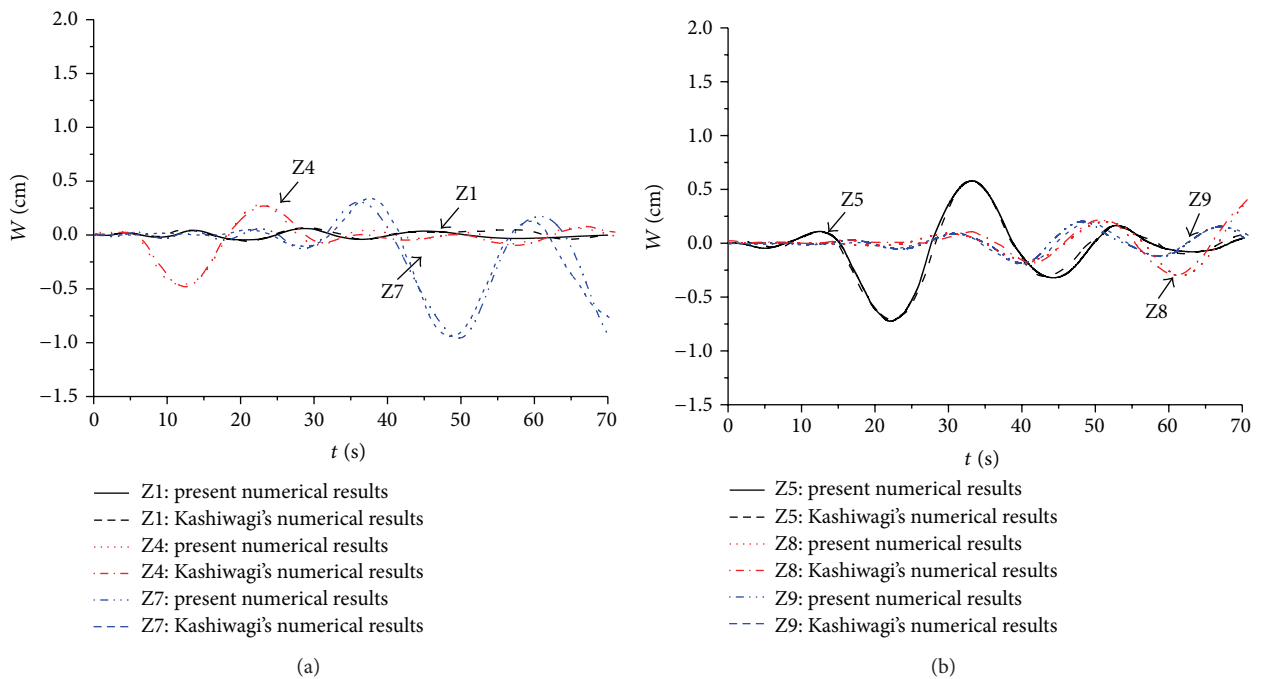 2.0
1.5
1.0
0.5
0.0
−0.5
−1.0
−1.5
W (cm)
Z4
Z1
Z7
0 10 20 30 40 50 60 70
t (s)
Z1: present numerical results
Z1: Kashiwagi’s numerical results
Z4: present numerical results
Z4: Kashiwagi’s numerical results
Z7: present numerical results
Z7: Kashiwagi’s numerical results
(a)
2.0
1.5
1.0
0.5
0.0
−0.5
−1.0
−1.5
W (cm)
Z5
Z9
Z8
0 10 20 30 40 50 60 70
t (s)
Z5: present numerical results
Z5: Kashiwagi’s numerical results
Z8: present numerical results
Z8: Kashiwagi’s numerical results
Z9: present numerical results
Z9: Kashiwagi’s numerical results
(b)